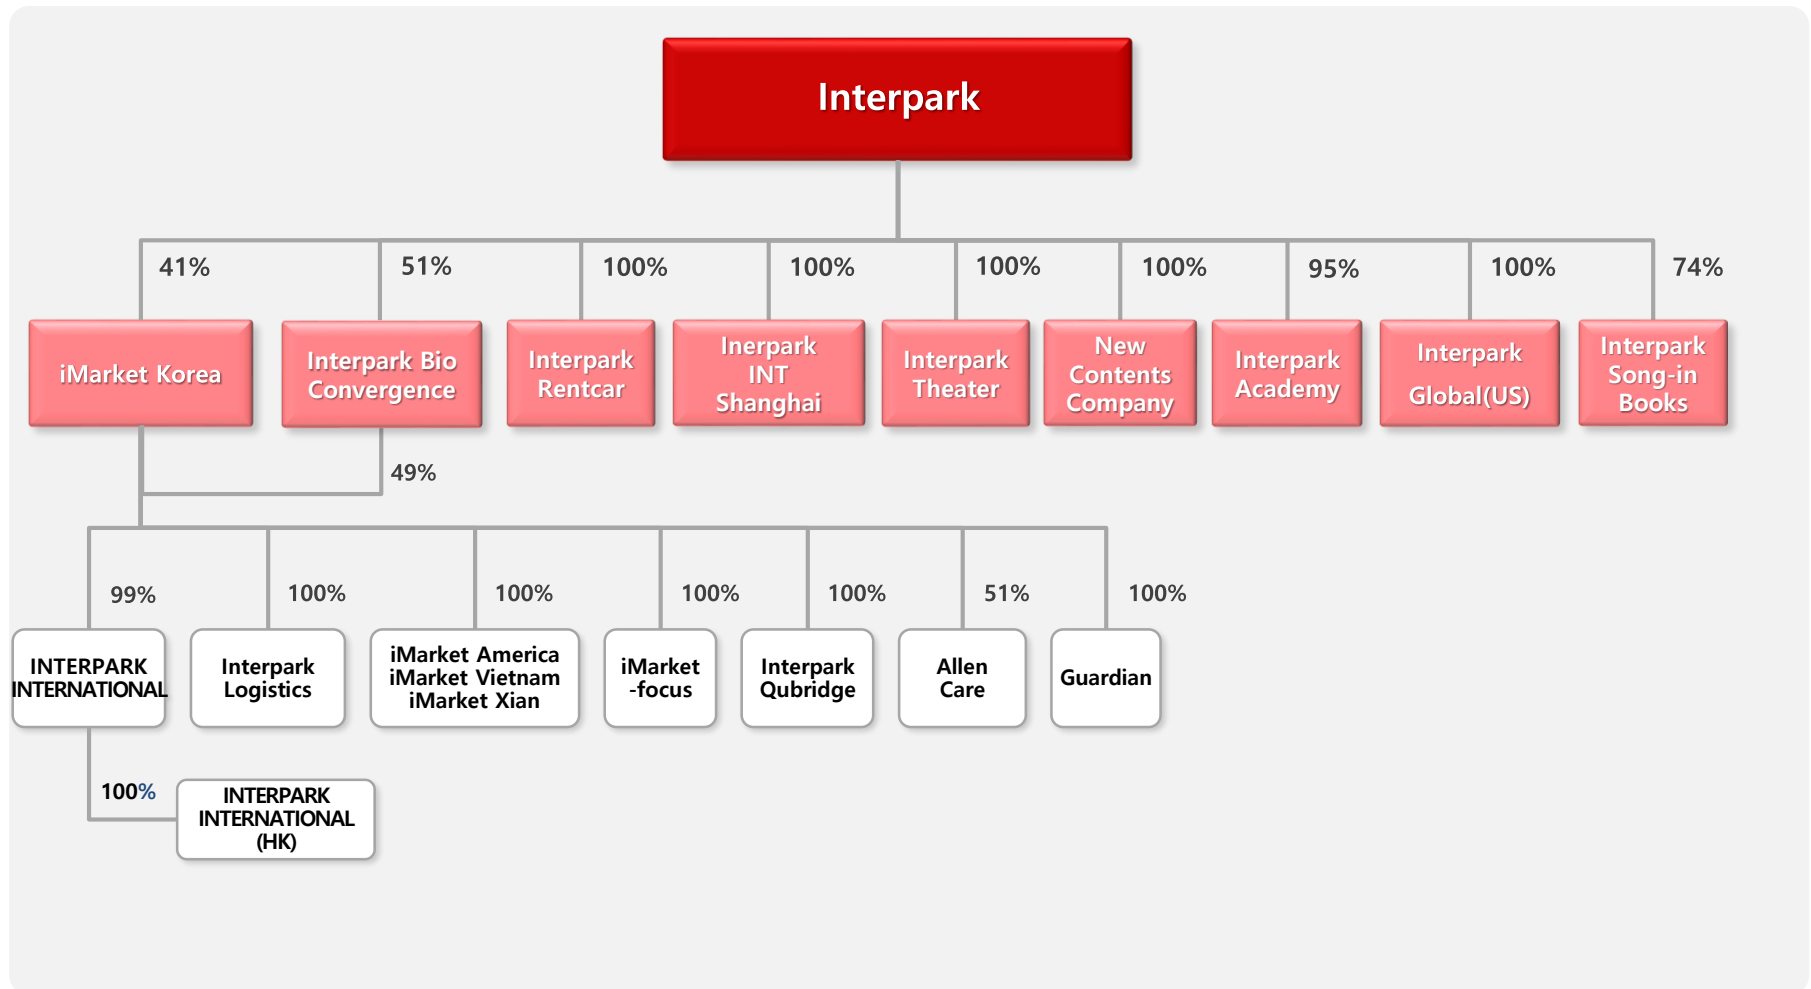 Interpark
41%
51%
100%
100%
100%
100%
95%
100%
74%
iMarket Korea
Interpark Bio
Convergence
Interpark
Rentcar
Inerpark
INT
Shanghai
Interpark
Theater
New
Contents
Company
Interpark
Academy
Interpark
Global(US)
Interpark
Song-in
Books
49%
99%
100%
100%
100%
100%
51%
100%
INTERPARK
INTERNATIONAL
Interpark
Logistics
iMarket America
iMarket Vietnam
iMarket Xian
iMarket
-focus
Interpark
Qubridge
Allen
Care
Guardian
100%
INTERPARK
INTERNATIONAL
(HK)